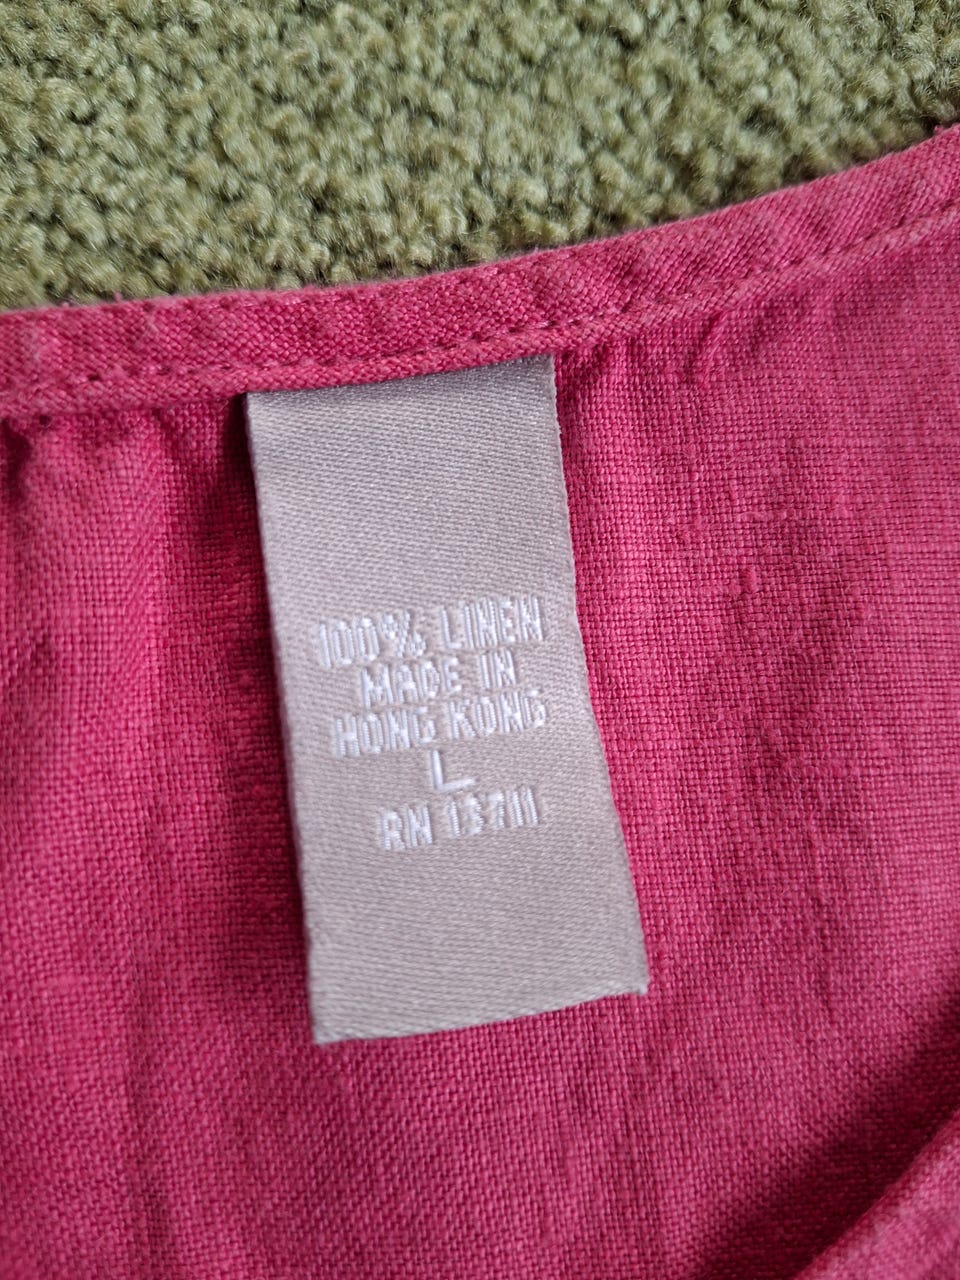 100% LINEN
MADE IN
HONG KONG
L
RN 13711